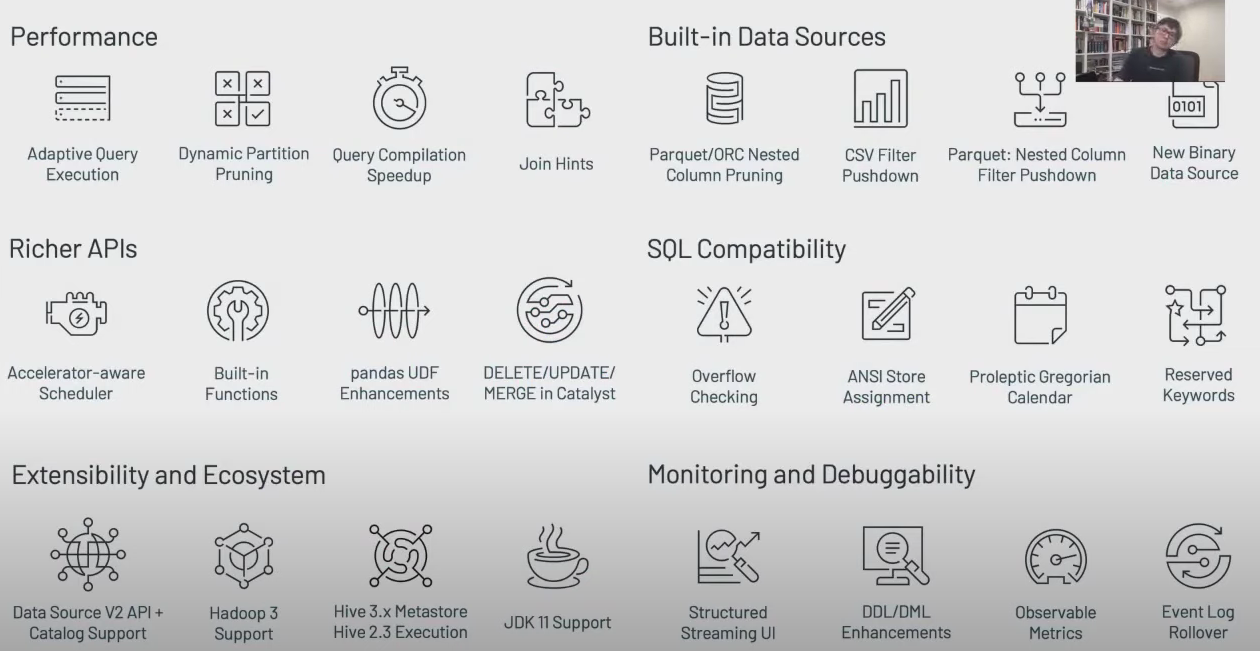 Performance
Adaptive Query
Execution
Dynamic Partition
Pruning
Query Compilation
Speedup
Join Hints
Built-in Data Sources
Parquet/ORC Nested
Column Pruning
CSV Filter
Pushdown
Parquet: Nested Column
Filter Pushdown
0101
New Binary
Data Source
Richer APIs
Accelerator-aware
Scheduler
Built-in
Functions
pandas UDF
Enhancements
DELETE/UPDATE/
MERGE in Catalyst
SQL Compatibility
Overflow
Checking
ANSI Store
Assignment
Proleptic Gregorian
Calendar
Reserved
Keywords
Extensibility and Ecosystem
Data Source V2 API +
Catalog Support
Hadoop 3
Support
Hive 3.x Metastore
Hive 2.3 Execution
JDK 11 Support
Monitoring and Debuggability
Structured
Streaming UI
DDL/DML
Enhancements
Observable
Metrics
Event Log
Rollover